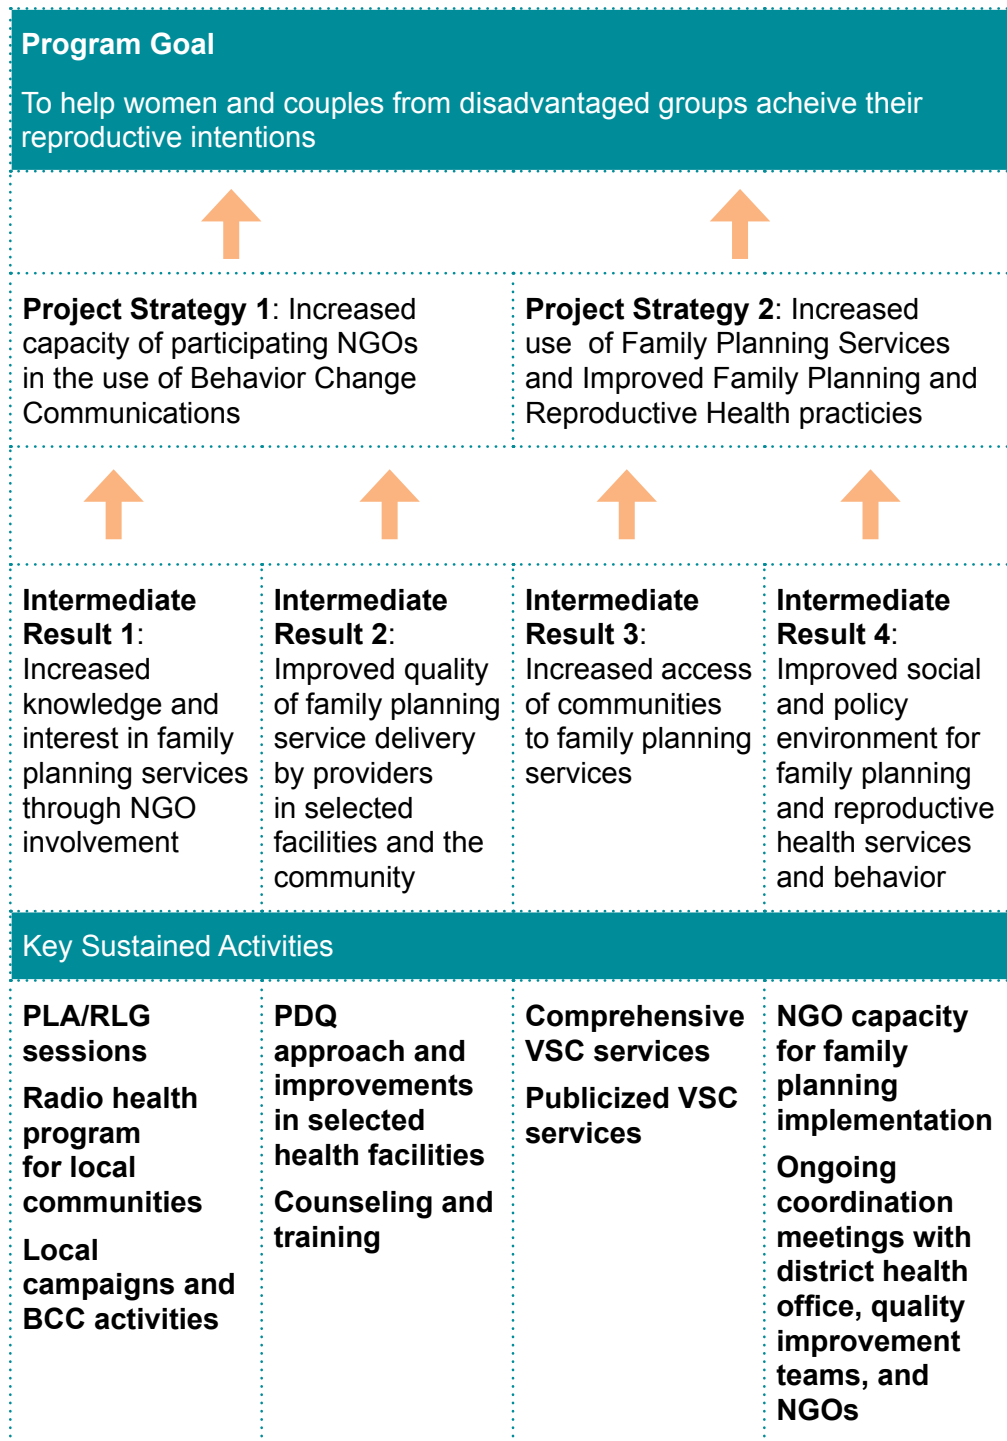 Program Goal
To help women and couples from disadvantaged groups acheive their
reproductive intentions
Project Strategy 1: Increased
capacity of participating NGOs
in the use of Behavior Change
Communications
Project Strategy 2: Increased
use  of Family Planning Services
and Improved Family Planning and
Reproductive Health practicies
Intermediate
Result 1:
Increased
knowledge and
interest in family
planning services
through NGO
involvement
Intermediate
Result 2:
Improved quality
of family planning
service delivery
by providers
in selected
facilities and the
community
Intermediate
Result 3:
Increased access
of communities
to family planning
services
Intermediate
Result 4:
Improved social
and policy
environment for
family planning
and reproductive
health services
and behavior
Key Sustained Activities
PLA/RLG
sessions
Radio health
program
for local
communities
Local
campaigns and
BCC activities
PDQ
approach and
improvements
in selected
health facilities
Counseling and
training
Comprehensive
VSC services
Publicized VSC
services
NGO capacity
for family
planning
implementation
Ongoing
coordination
meetings with
district health
office, quality
improvement
teams, and
NGOs